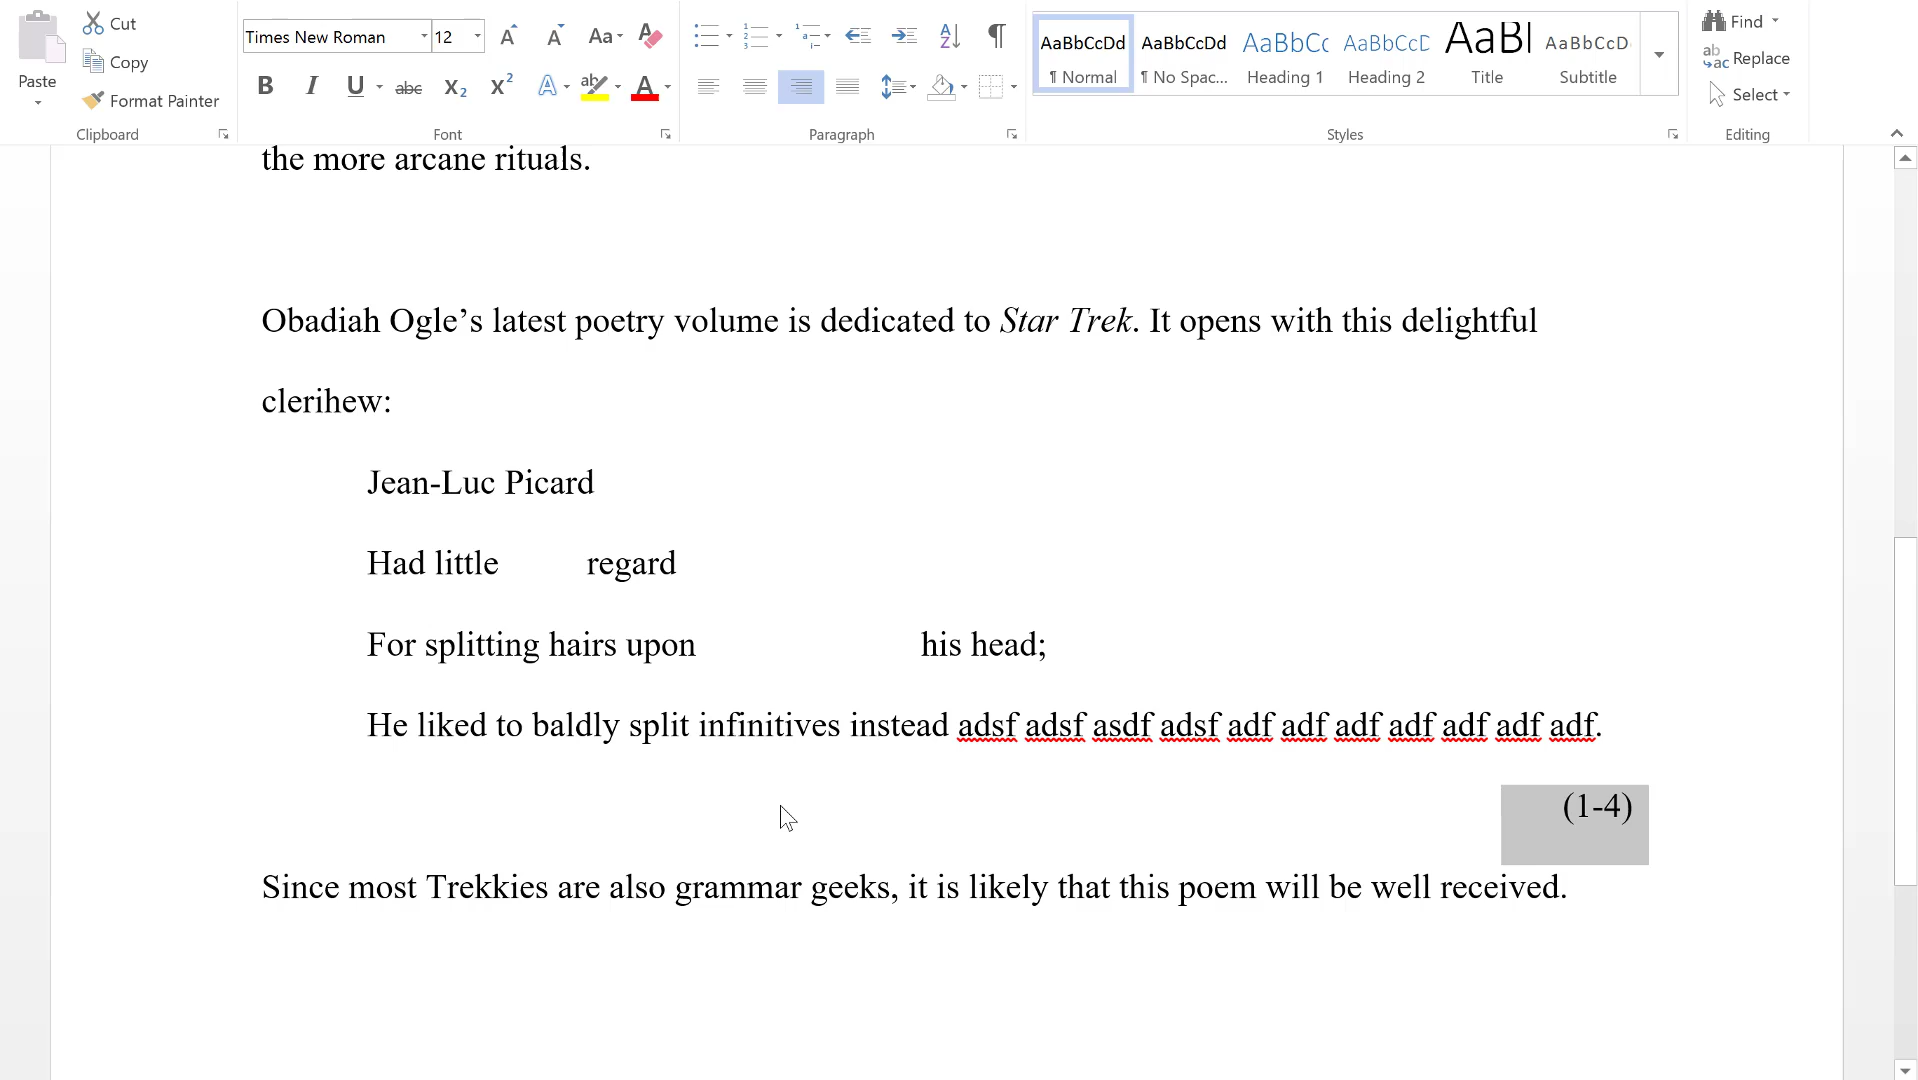 Cut
Copy
Paste
Format Painter
Clipboard
Times New Roman 12
Aa
B I U abc X₂ X² A ab A
Font
Paragraph
AaBbCcDd AaBbCcDd AaBbCc AaBbCcD AaBl AaBbCcD
¶ Normal ¶ No Spac... Heading 1 Heading 2 Title Subtitle
Styles
Find
Replace
Select
Editing
the more arcane rituals.
Obadiah Ogle’s latest poetry volume is dedicated to Star Trek. It opens with this delightful
clerihew:
Jean-Luc Picard
Had little regard
For splitting hairs upon his head;
He liked to baldly split infinitives instead adsf adsf asdf adsf adf adf adf adf adf adf adf.
(1-4)
Since most Trekkies are also grammar geeks, it is likely that this poem will be well received.